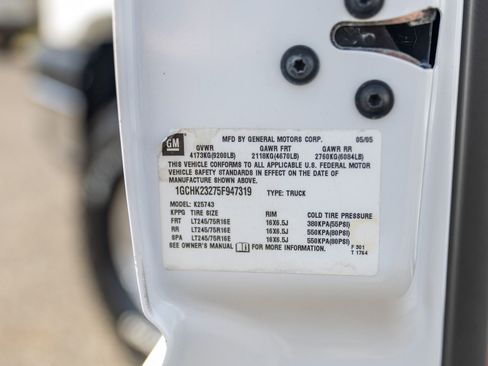 GM
MFD BY GENERAL MOTORS CORP. 05/05
GVWR GAWR FRT GAWR RR
4173KG(9200LB) 2118KG(4670LB) 2760KG(6084LB)
THIS VEHICLE CONFORMS TO ALL APPLICABLE U.S. FEDERAL MOTOR
VEHICLE SAFETY STANDARDS IN EFFECT ON THE DATE OF
MANUFACTURE SHOWN ABOVE.
1GCHK23275F947319 TYPE: TRUCK
MODEL: K25743
KPPG TIRE SIZE RIM COLD TIRE PRESSURE
FRT LT245/75R16E 16X6.5J 380KPA(55PSI)
RR LT245/75R16E 16X6.5J 550KPA(80PSI)
SPA LT245/75R16E 16X6.5J 550KPA(80PSI)
SEE OWNER'S MANUAL FOR MORE INFORMATION.
F 301
T 1764